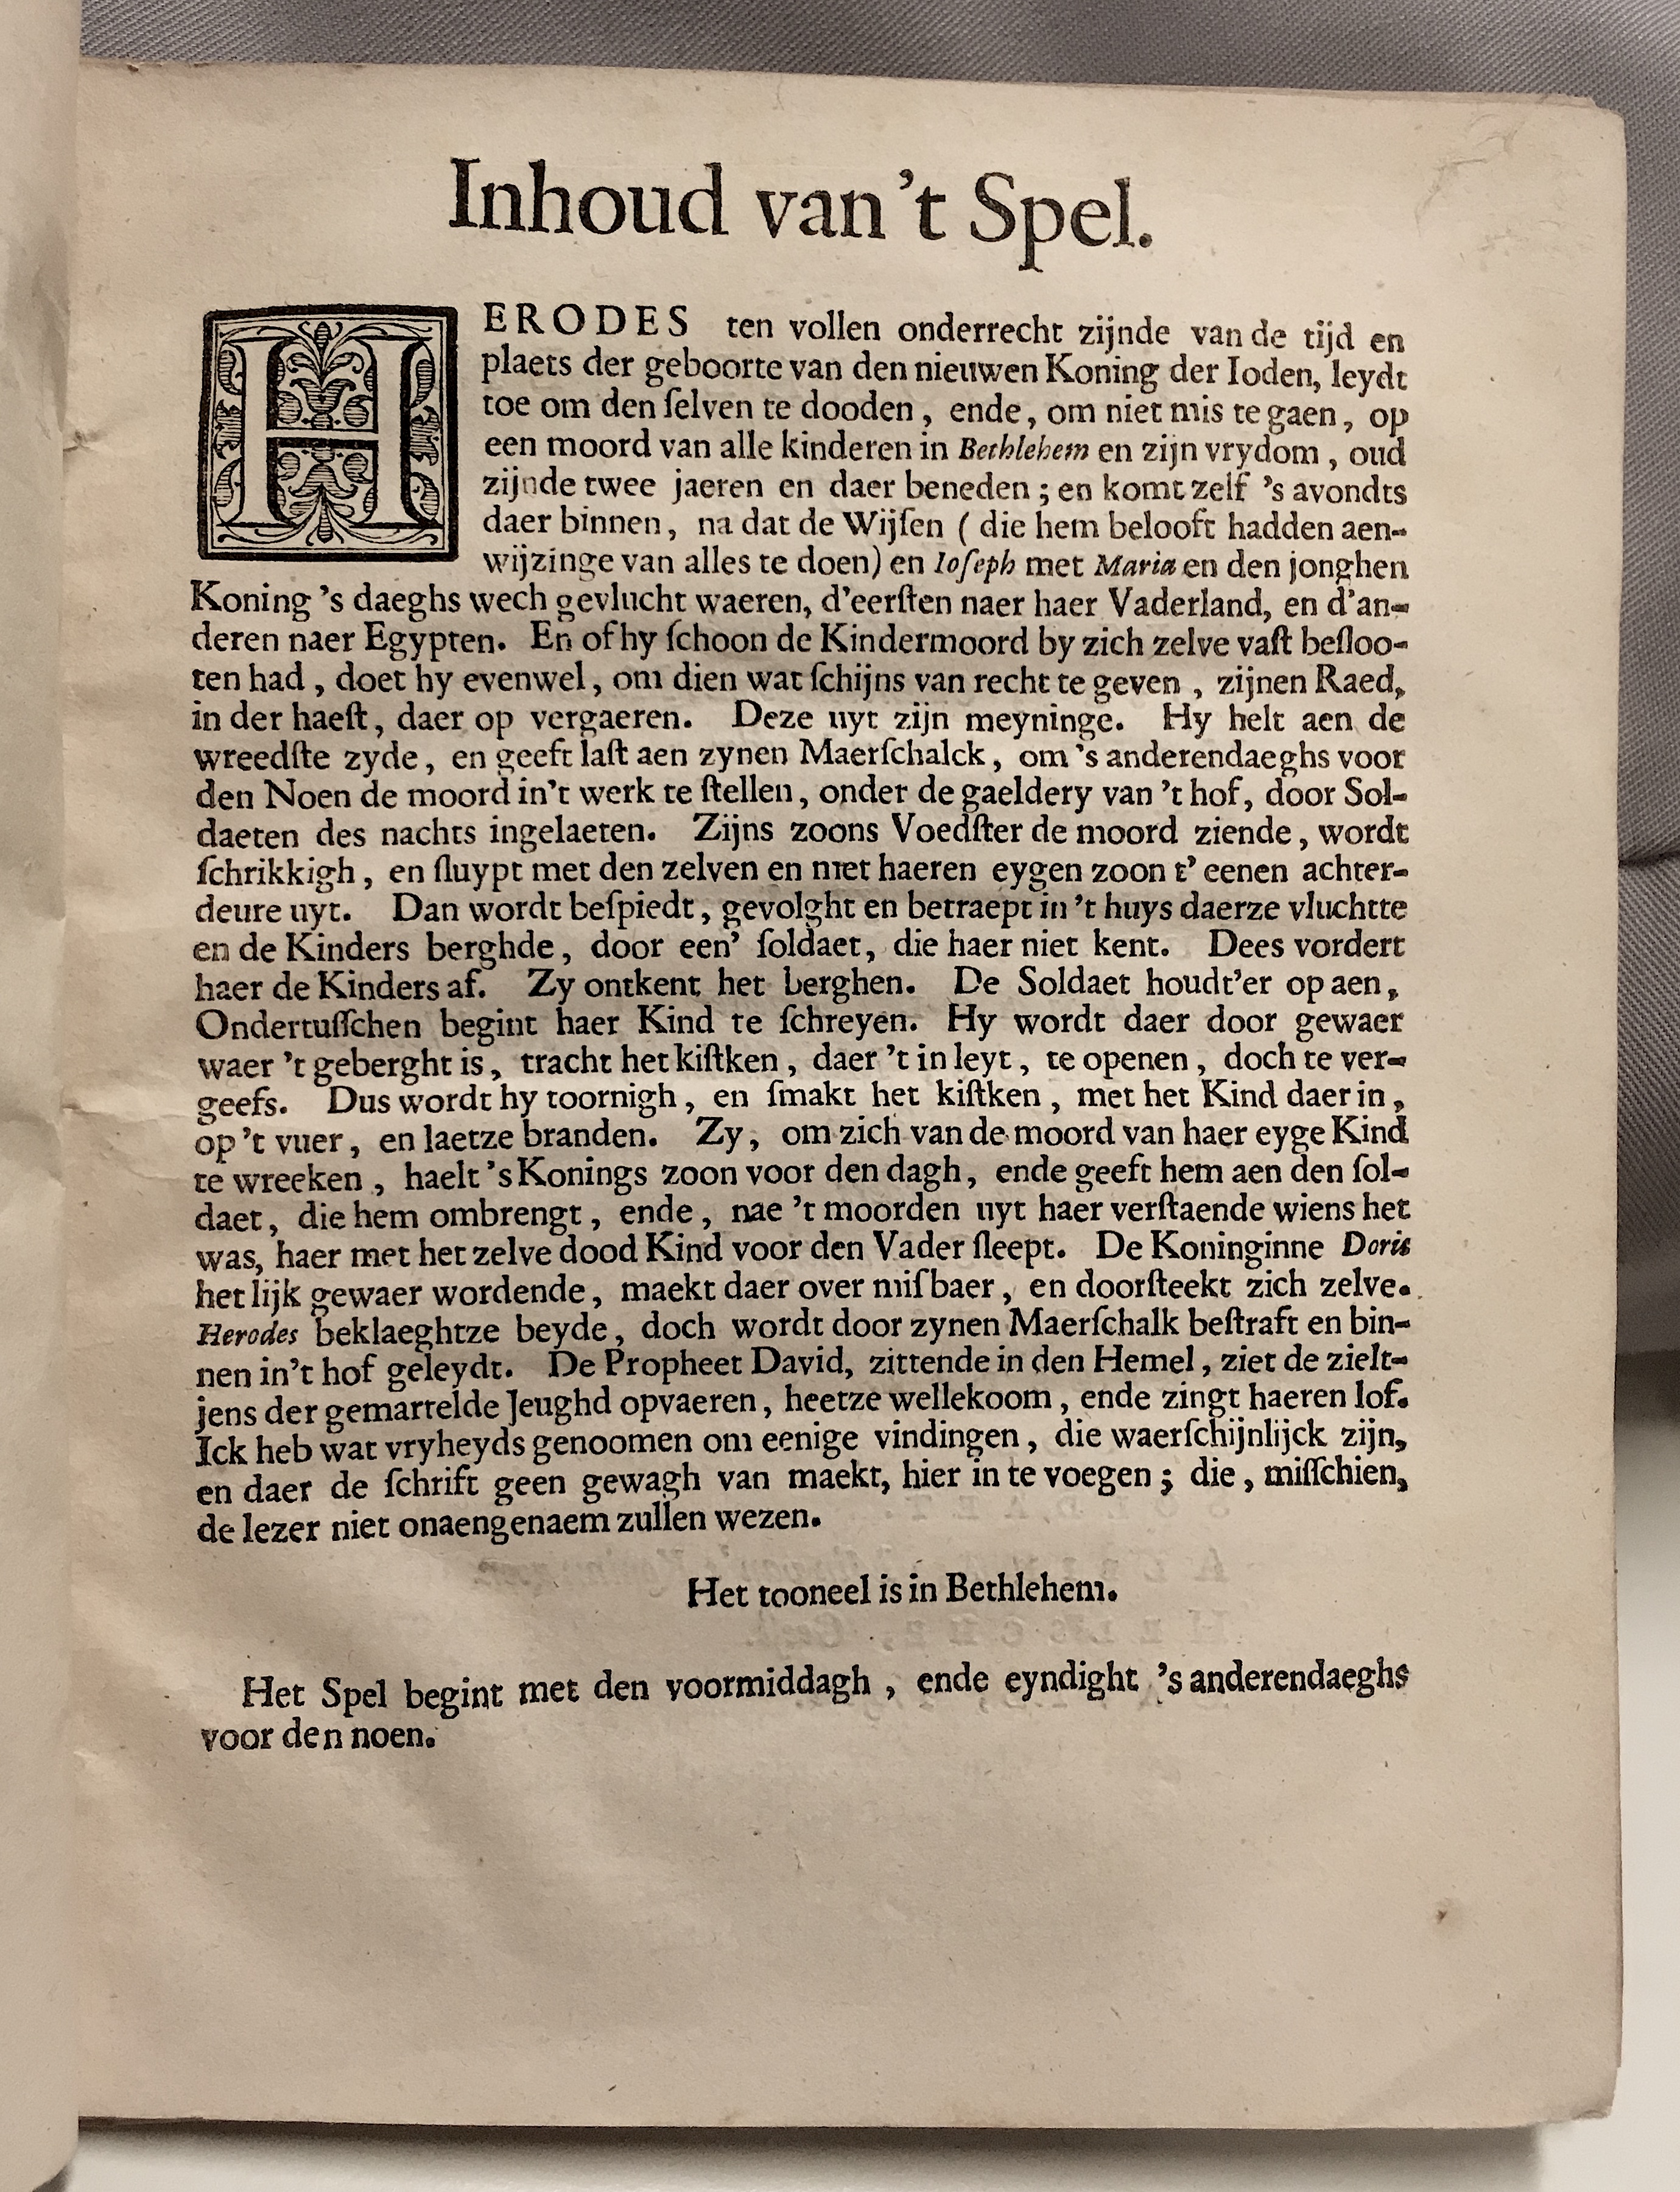 Inhoud van't Spel.
HERODES ten vollen onderrecht zijnde van de tijd en
plaets der geboorte van den nieuwen Koning der Ioden, leydt
toe om den ſelven te dooden, ende, om niet mis te gaen, op
een moord van alle kinderen in Bethlehem en zijn vrydom, oud
zijnde twee jaeren en daer beneden; en komt zelf 's avondts
daer binnen, na dat de Wijſen (die hem belooft hadden aen-
wijzinge van alles te doen) en Ioſeph met Maria en den jonghen
Koning 's daeghs wech gevlucht waeren, d'eerſten naer haer Vaderland, en d'an-
deren naer Egypten. En of hy ſchoon de Kindermoord by zich zelve vaſt beſloo-
ten had, doet hy evenwel, om dien wat ſchijns van recht te geven, zijnen Raed,
in der haeſt, daer op vergaeren. Deze uyt zijn meyninge. Hy helt aen de
wreedſte zyde, en geeft laſt aen zynen Maerſchalck, om 's anderendaeghs voor
den Noen de moord in't werk te ſtellen, onder de gaeldery van 't hof, door Sol-
daeten des nachts ingelaeten. Zijns zoons Voedſter de moord ziende, wordt
ſchrikkigh, en ſluypt met den zelven en met haeren eygen zoon t' eenen achter-
deure uyt. Dan wordt beſpiedt, gevolght en betraept in 't huys daerze vluchtte
en de Kinders berghde, door een' ſoldaet, die haer niet kent. Dees vordert
haer de Kinders af. Zy ontkent het berghen. De Soldaet houdt'er op aen,
Ondertuſſchen begint haer Kind te ſchreyen. Hy wordt daer door gewaer
waer 't geberght is, tracht het kiſtken, daer 't in leyt, te openen, doch te ver-
geefs. Dus wordt hy toornigh, en ſmakt het kiſtken, met het Kind daer in,
op 't vuer, en laetze branden. Zy, om zich van de moord van haer eyge Kind
te wreeken, haelt 's Konings zoon voor den dagh, ende geeft hem aen den ſol-
daet, die hem ombrengt, ende, nae 't moorden uyt haer verſtaende wiens het
was, haer met het zelve dood Kind voor den Vader ſleept. De Koninginne Doris
het lijk gewaer wordende, maekt daer over miſbaer, en doorſteekt zich zelve.
Herodes beklaeghtze beyde, doch wordt door zynen Maerſchalk beſtraft en bin-
nen in't hof geleydt. De Propheet David, zittende in den Hemel, ziet de zielt-
jens der gemartelde Jeughd opvaeren, heetze wellekoom, ende zingt haeren lof.
Ick heb wat vryheyds genoomen om eenige vindingen, die waerſchijnlijck zijn,
en daer de ſchrift geen gewagh van maekt, hier in te voegen; die, miſſchien,
de lezer niet onaengenaem zullen wezen.
Het tooneel is in Bethlehem.
Het Spel begint met den voormiddagh, ende eyndight 's anderendaeghs
voor den noen.